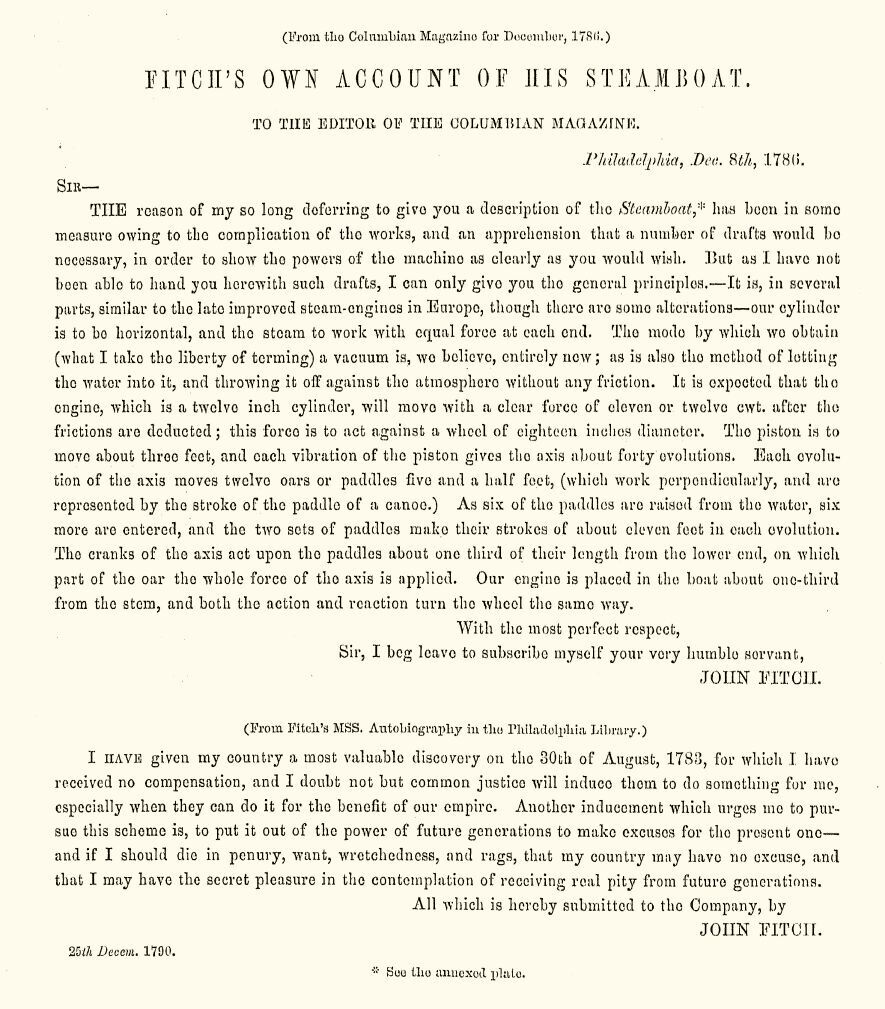 (From the Columbian Magazine for December, 1786.)
FITCH'S OWN ACCOUNT OF HIS STEAMBOAT.
TO THE EDITOR OF THE COLUMBIAN MAGAZINE.
Philadelphia, Dec. 8th, 1786.
SIR—
THE reason of my so long deferring to give you a description of the Steamboat,* has been in some
measure owing to the complication of the works, and an apprehension that a number of drafts would be
necessary, in order to show the powers of the machine as clearly as you would wish. But as I have not
been able to hand you herewith such drafts, I can only give you the general principles.—It is, in several
parts, similar to the late improved steam-engines in Europe, though there are some alterations—our cylinder
is to be horizontal, and the steam to work with equal force at each end. The mode by which we obtain
(what I take the liberty of terming) a vacuum is, we believe, entirely new; as is also the method of letting
the water into it, and throwing it off against the atmosphere without any friction. It is expected that the
engine, which is a twelve inch cylinder, will move with a clear force of eleven or twelve cwt. after the
frictions are deducted; this force is to act against a wheel of eighteen inches diameter. The piston is to
move about three feet, and each vibration of the piston gives the axis about forty evolutions. Each evolu-
tion of the axis moves twelve oars or paddles five and a half feet, (which work perpendicularly, and are
represented by the stroke of the paddle of a canoe.) As six of the paddles are raised from the water, six
more are entered, and the two sets of paddles make their strokes of about eleven feet in each evolution.
The cranks of the axis act upon the paddles about one third of their length from the lower end, on which
part of the oar the whole force of the axis is applied. Our engine is placed in the boat about one-third
from the stem, and both the action and reaction turn the wheel the same way.
With the most perfect respect,
Sir, I beg leave to subscribe myself your very humble servant,
JOHN FITCH.
(From Fitch's MSS. Autobiography in the Philadelphia Library.)
I HAVE given my country a most valuable discovery on the 30th of August, 1783, for which I have
received no compensation, and I doubt not but common justice will induce them to do something for me,
especially when they can do it for the benefit of our empire. Another inducement which urges me to pur-
sue this scheme is, to put it out of the power of future generations to make excuses for the present one—
and if I should die in penury, want, wretchedness, and rags, that my country may have no excuse, and
that I may have the secret pleasure in the contemplation of receiving real pity from future generations.
All which is hereby submitted to the Company, by
JOHN FITCH.
25th Decem. 1790.
* See the annexed plate.